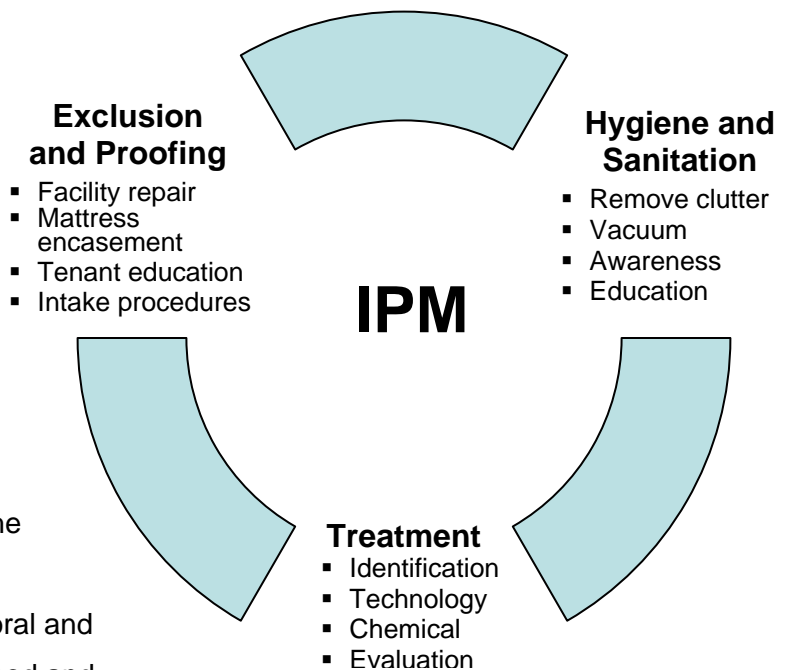 Exclusion
and Proofing
▪ Facility repair
▪ Mattress
encasement
▪ Tenant education
▪ Intake procedures
Hygiene and
Sanitation
▪ Remove clutter
▪ Vacuum
▪ Awareness
▪ Education
IPM
Treatment
▪ Identification
▪ Technology
▪ Chemical
▪ Evaluation
and